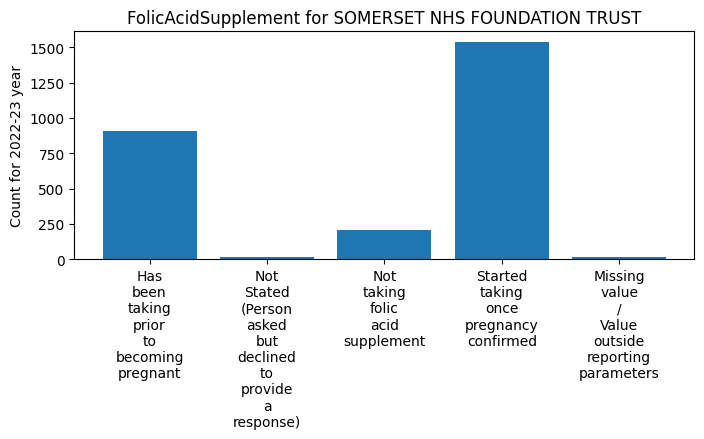 FolicAcidSupplement for SOMERSET NHS FOUNDATION TRUST
Count for 2022-23 year
1500
1250
1000
750
500
250
0
Has
been
taking
prior
to
becoming
pregnant
Not
Stated
(Person
asked
but
declined
to
provide
a
response)
Not
taking
folic
acid
supplement
Started
taking
once
pregnancy
confirmed
Missing
value
/
Value
outside
reporting
parameters